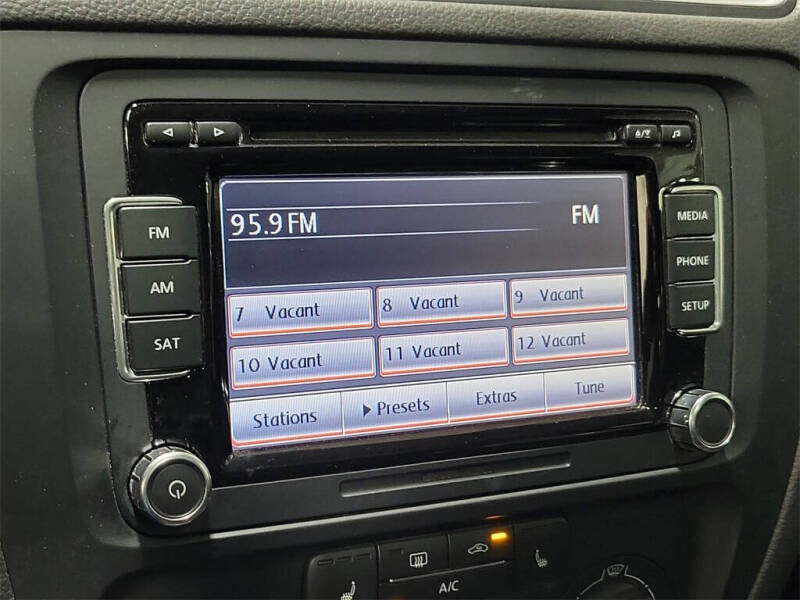 FM
AM
SAT
95.9 FM
FM
7 Vacant
8 Vacant
9 Vacant
10 Vacant
11 Vacant
12 Vacant
Stations
Presets
Extras
Tune
MEDIA
PHONE
SETUP
A/C